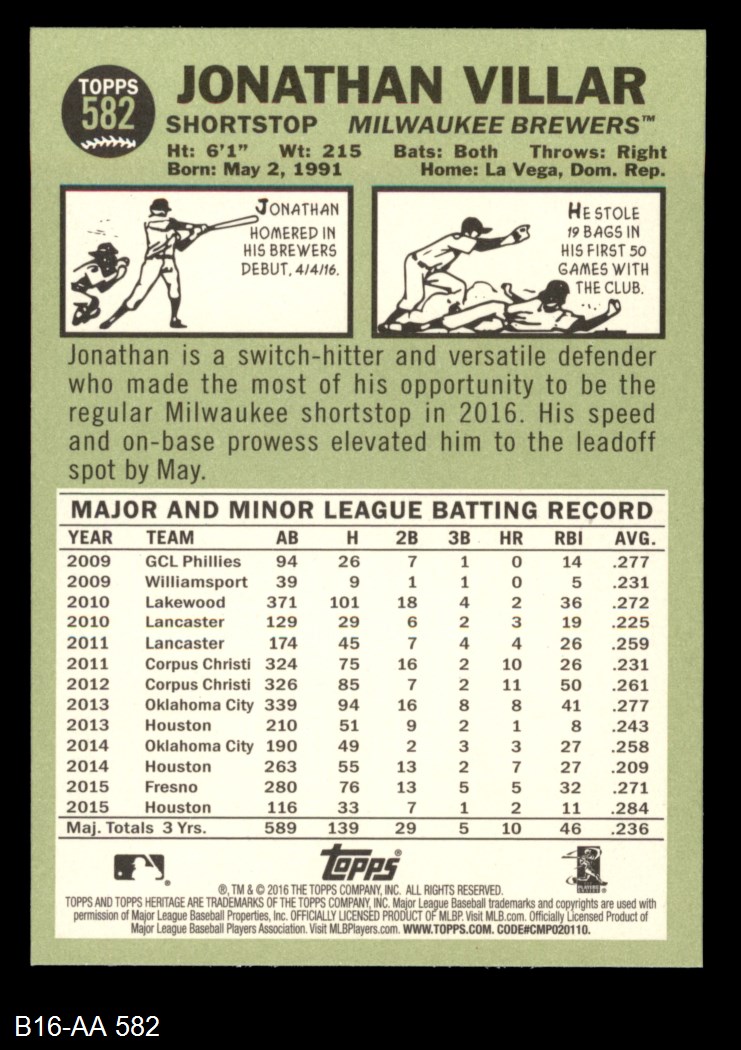 TOPPS
582
JONATHAN VILLAR
SHORTSTOP MILWAUKEE BREWERS™
Ht: 6'1" Wt: 215 Bats: Both Throws: Right
Born: May 2, 1991 Home: La Vega, Dom. Rep.
JONATHAN
HOMERED IN
HIS BREWERS
DEBUT, 4/4/16.
HE STOLE
19 BAGS IN
HIS FIRST 50
GAMES WITH
THE CLUB.
Jonathan is a switch-hitter and versatile defender
who made the most of his opportunity to be the
regular Milwaukee shortstop in 2016. His speed
and on-base prowess elevated him to the leadoff
spot by May.
MAJOR AND MINOR LEAGUE BATTING RECORD
YEAR TEAM AB H 2B 3B HR RBI AVG.
2009 GCL Phillies 94 26 7 1 0 14 .277
2009 Williamsport 39 9 1 1 0 5 .231
2010 Lakewood 371 101 18 4 2 36 .272
2010 Lancaster 129 29 6 2 3 19 .225
2011 Lancaster 174 45 7 4 4 26 .259
2011 Corpus Christi 324 75 16 2 10 26 .231
2012 Corpus Christi 326 85 7 2 11 50 .261
2013 Oklahoma City 339 94 16 8 8 41 .277
2013 Houston 210 51 9 2 1 8 .243
2014 Oklahoma City 190 49 2 3 3 27 .258
2014 Houston 263 55 13 2 7 27 .209
2015 Fresno 280 76 13 5 5 32 .271
2015 Houston 116 33 7 1 2 11 .284
Maj. Totals 3 Yrs. 589 139 29 5 10 46 .236
Topps®
®, TM & © 2016 THE TOPPS COMPANY, INC. ALL RIGHTS RESERVED.
TOPPS AND TOPPS HERITAGE ARE TRADEMARKS OF THE TOPPS COMPANY, INC. Major League Baseball trademarks and copyrights are used with
permission of Major League Baseball Properties, Inc. OFFICIALLY LICENSED PRODUCT OF MLBP. Visit MLB.com. Officially Licensed Product of
Major League Baseball Players Association. Visit MLBPlayers.com. WWW.TOPPS.COM. CODE#CMP020110.
B16-AA 582